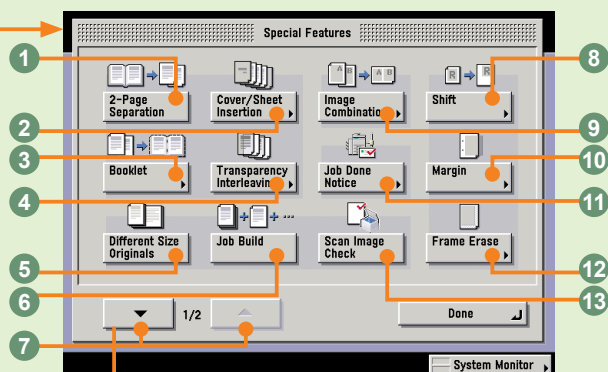 Special Features
1
2-Page
Separation
2
Cover/Sheet
Insertion
Image
Combination
9
Shift
8
3
Booklet
4
Transparency
Interleaving
Job Done
Notice
11
Margin
10
5
Different Size
Originals
6
Job Build
Scan Image
Check
13
Frame Erase
12
7
1/2
Done
System Monitor
A
B
A
B
R
R